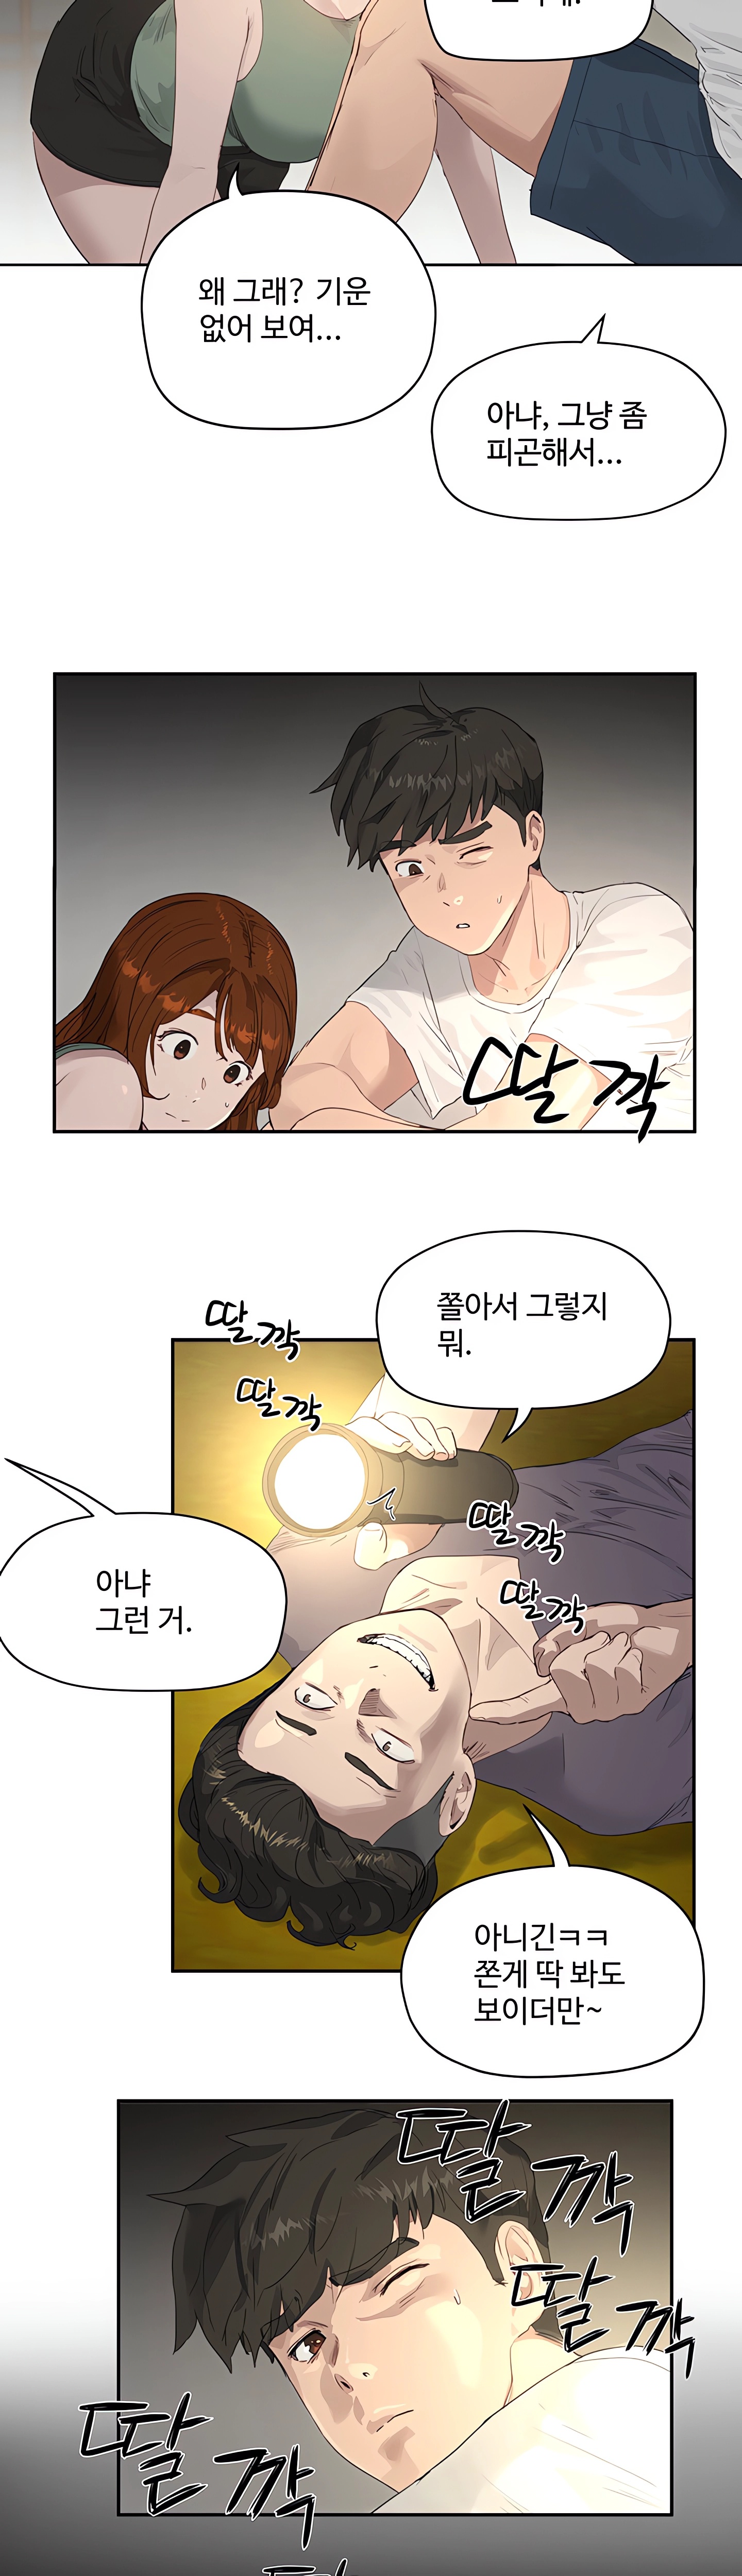 왜 그래? 기운
없어 보여...
아냐, 그냥 좀
피곤해서...
딸깍
쫄아서 그렇지
뭐.
딸깍
딸깍
딸깍
딸깍
아냐
그런 거.
아니긴ㅋㅋ
쫀게 딱 봐도
보이더만~
딸깍
딸깍
딸깍